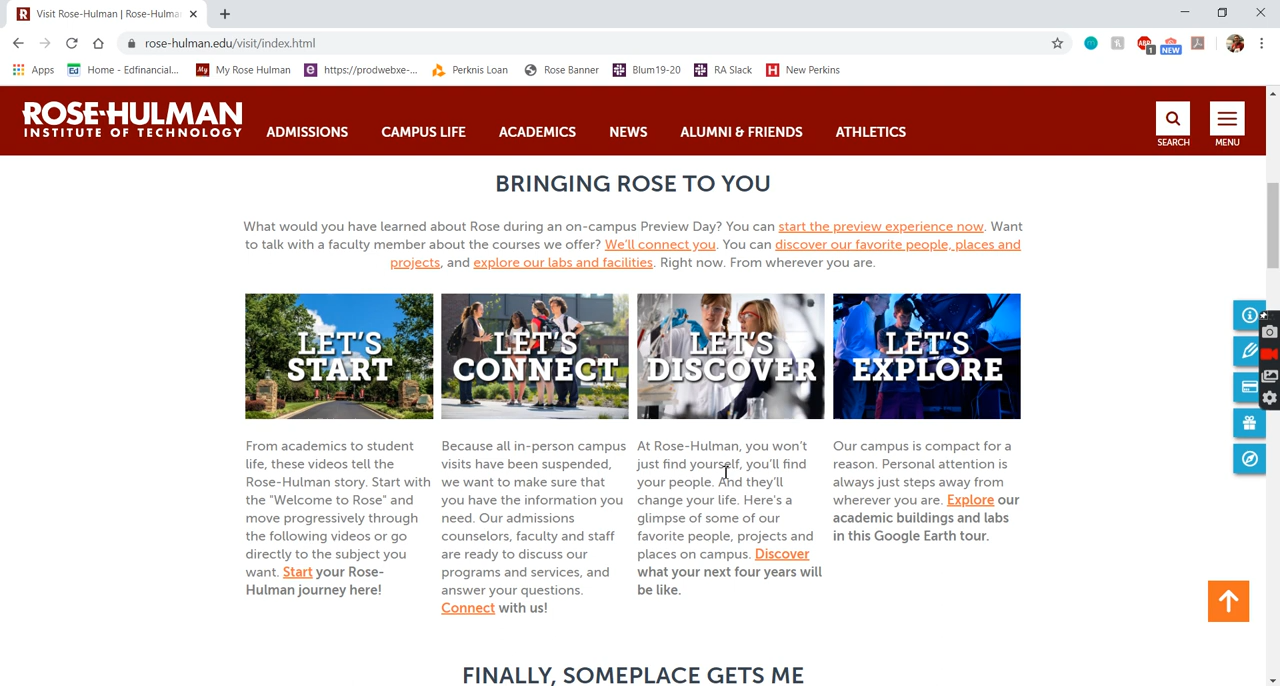 Visit Rose-Hulman | Rose-Hulma
rose-hulman.edu/visit/index.html
1
NEW
Apps
Home - Edfinancial...
My Rose Hulman
https://prodwebxe-...
Perknis Loan
Rose Banner
Blum19-20
RA Slack
New Perkins
ROSE-HULMAN
INSTITUTE OF TECHNOLOGY
ADMISSIONS CAMPUS LIFE ACADEMICS NEWS ALUMNI & FRIENDS ATHLETICS
SEARCH
MENU
BRINGING ROSE TO YOU
What would you have learned about Rose during an on-campus Preview Day? You can start the preview experience now. Want
to talk with a faculty member about the courses we offer? We'll connect you. You can discover our favorite people, places and
projects, and explore our labs and facilities. Right now. From wherever you are.
LET'S
START
From academics to student
life, these videos tell the
Rose-Hulman story. Start with
the "Welcome to Rose" and
move progressively through
the following videos or go
directly to the subject you
want. Start your Rose-
Hulman journey here!
LET'S
CONNECT
Because all in-person campus
visits have been suspended,
we want to make sure that
you have the information you
need. Our admissions
counselors, faculty and staff
are ready to discuss our
programs and services, and
answer your questions.
Connect with us!
LET'S
DISCOVER
At Rose-Hulman, you won't
just find yourself, you'll find
your people. And they'll
change your life. Here's a
glimpse of some of our
favorite people, projects and
places on campus. Discover
what your next four years will
be like.
LET'S
EXPLORE
Our campus is compact for a
reason. Personal attention is
always just steps away from
wherever you are. Explore our
academic buildings and labs
in this Google Earth tour.
FINALLY, SOMEPLACE GETS ME